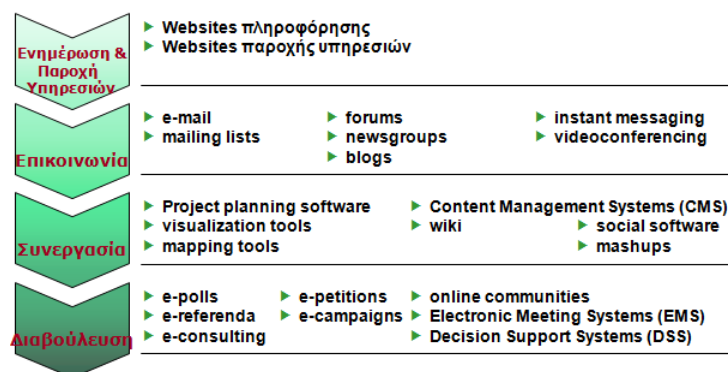 Ενημέρωση &
Παροχή
Υπηρεσιών
Websites πληροφόρησης
Websites παροχής υπηρεσιών
Επικοινωνία
e-mail forums instant messaging
mailing lists newsgroups videoconferencing
blogs
Συνεργασία
Project planning software Content Management Systems (CMS)
visualization tools wiki social software
mapping tools mashups
Διαβούλευση
e-polls e-petitions online communities
e-referenda e-campaigns Electronic Meeting Systems (EMS)
e-consulting Decision Support Systems (DSS)